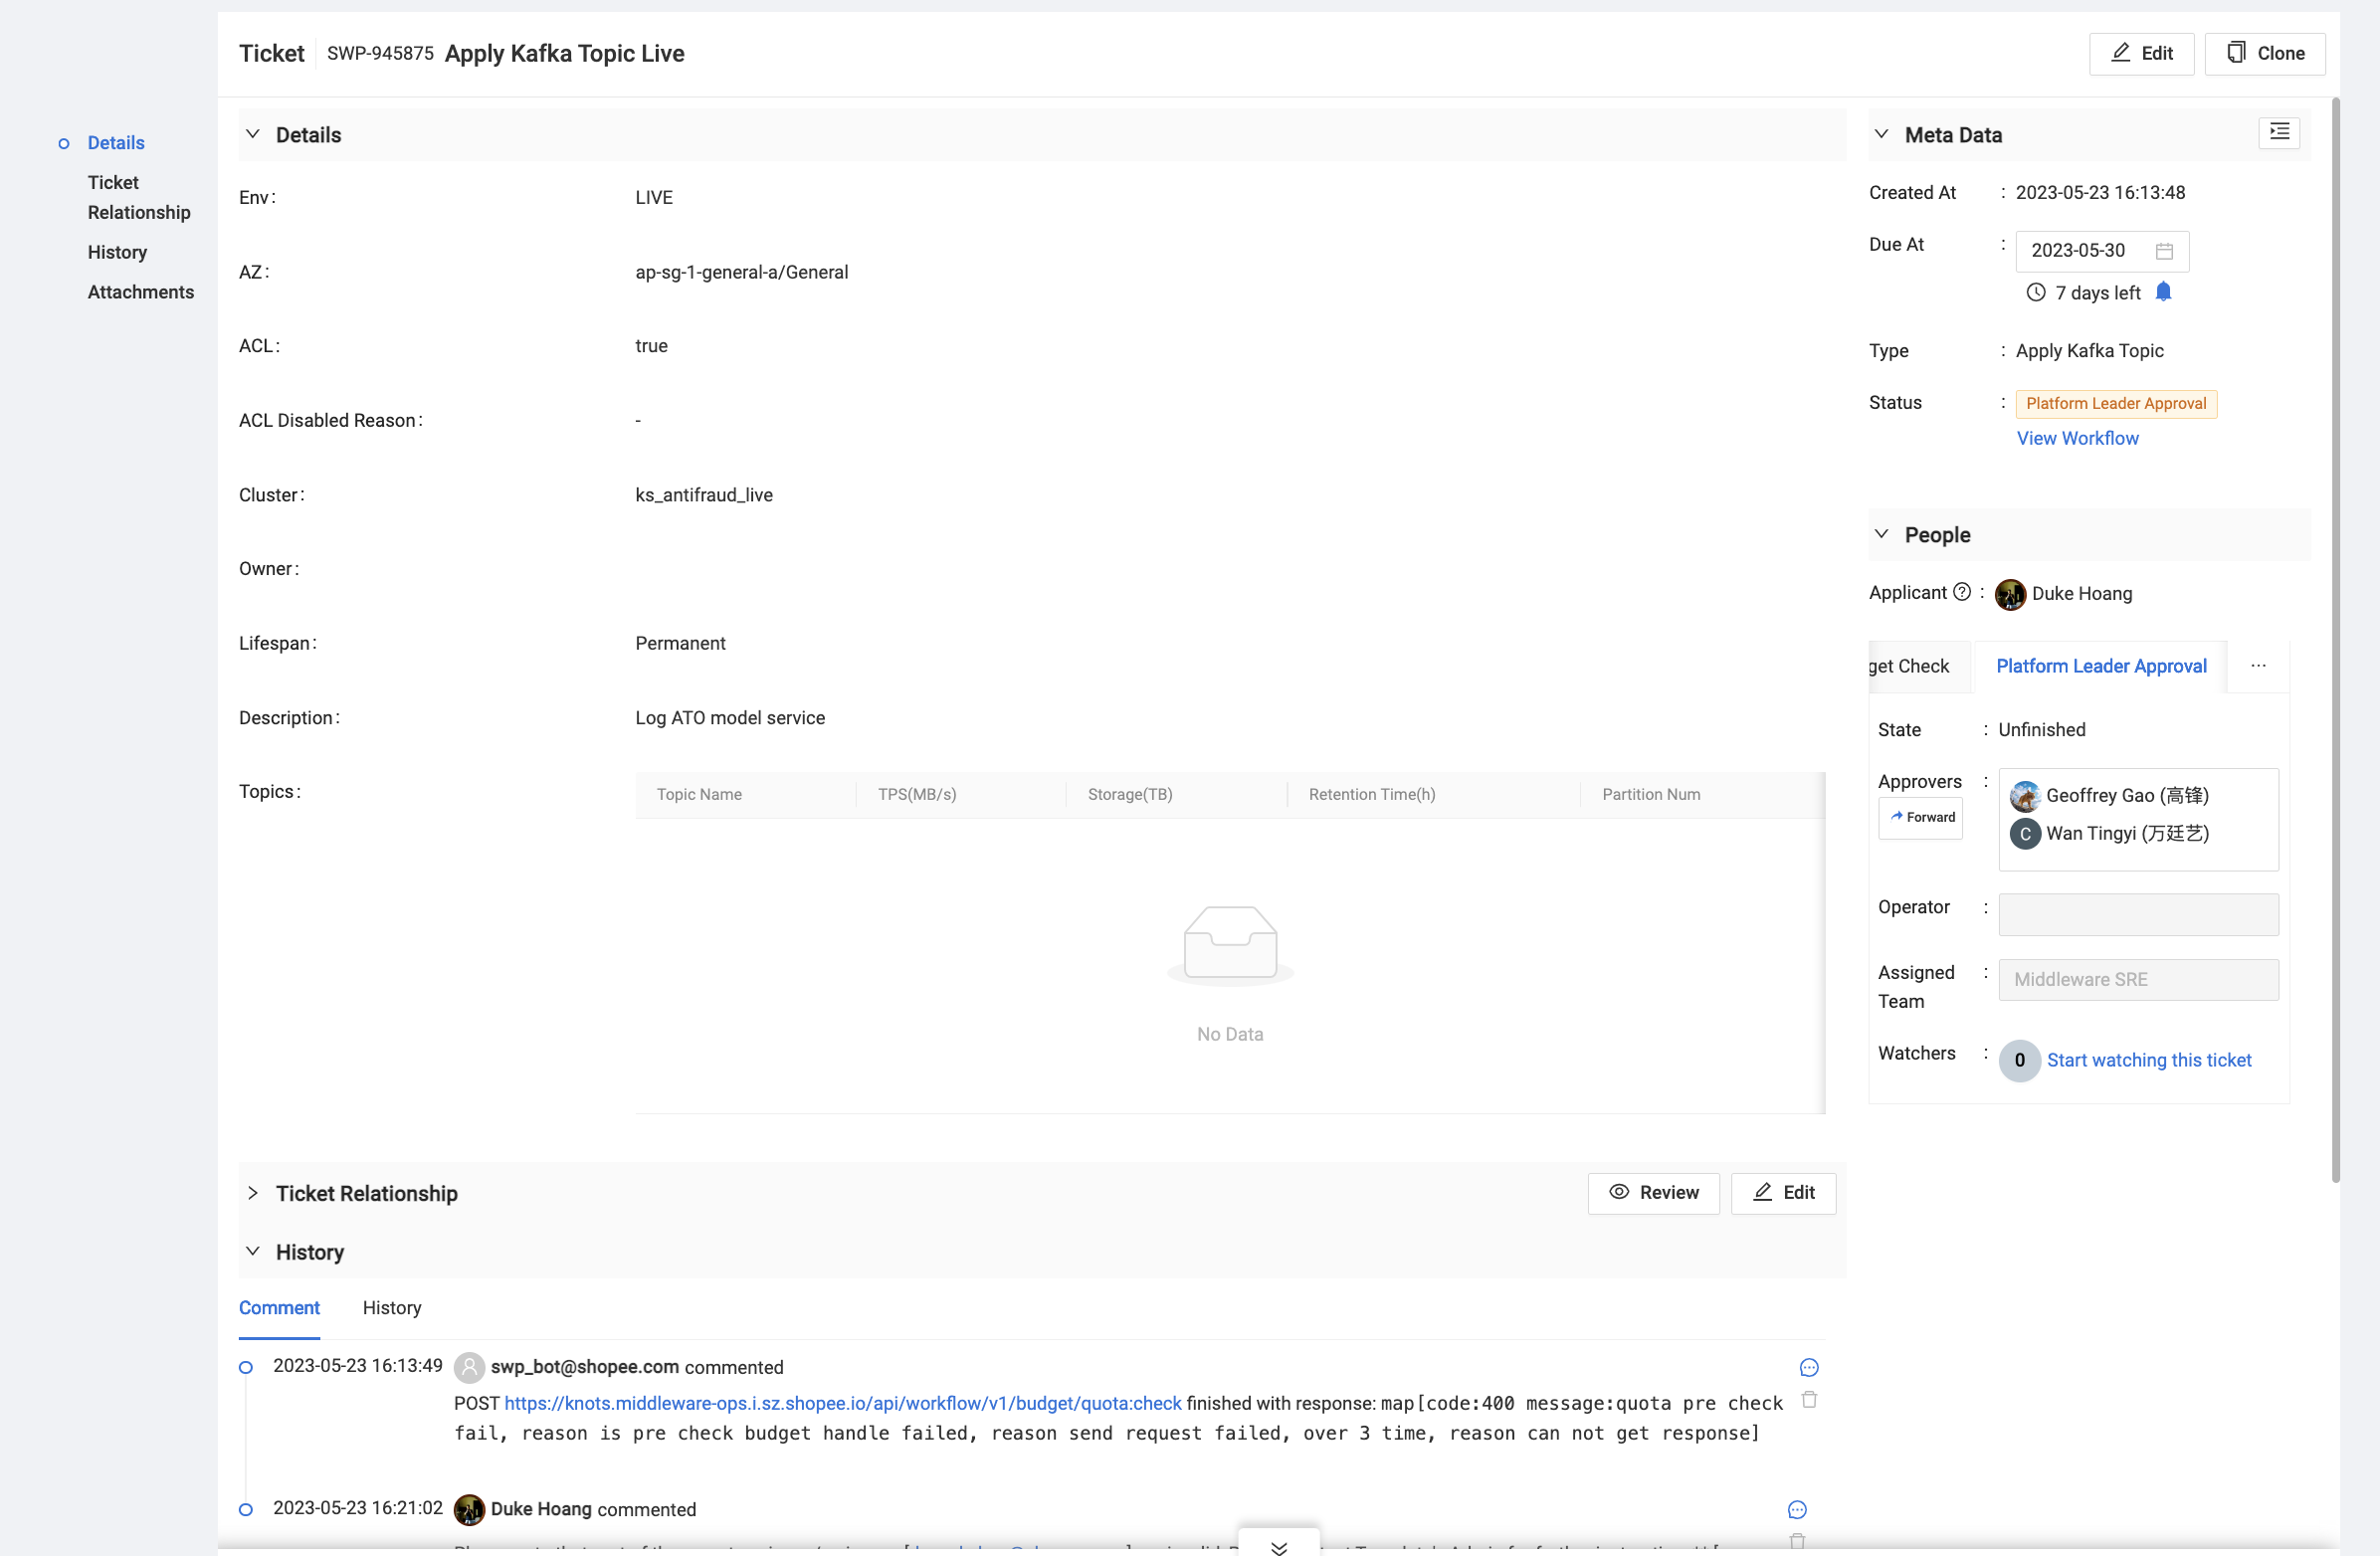 Ticket SWP-945875 Apply Kafka Topic Live
Edit
Clone
Details
Ticket
Relationship
History
Attachments
Details
Env:
LIVE
AZ:
ap-sg-1-general-a/General
ACL:
true
ACL Disabled Reason:
-
Cluster:
ks_antifraud_live
Owner:
Lifespan:
Permanent
Description:
Log ATO model service
Topics:
Topic Name
TPS(MB/s)
Storage(TB)
Retention Time(h)
Partition Num
No Data
Ticket Relationship
Review
Edit
History
Comment
History
2023-05-23 16:13:49 swp_bot@shopee.com commented
POST https://knots.middleware-ops.i.sz.shopee.io/api/workflow/v1/budget/quota:check finished with response: map[code:400 message:quota pre check
fail, reason is pre check budget handle failed, reason send request failed, over 3 time, reason can not get response]
2023-05-23 16:21:02 Duke Hoang commented
Meta Data
Created At : 2023-05-23 16:13:48
Due At : 2023-05-30
7 days left
Type : Apply Kafka Topic
Status : Platform Leader Approval
View Workflow
People
Applicant : Duke Hoang
get Check
Platform Leader Approval
...
State : Unfinished
Approvers :
Forward
Geoffrey Gao (高锋)
C Wan Tingyi (万廷艺)
Operator :
Assigned
Team
: Middleware SRE
Watchers : 0 Start watching this ticket